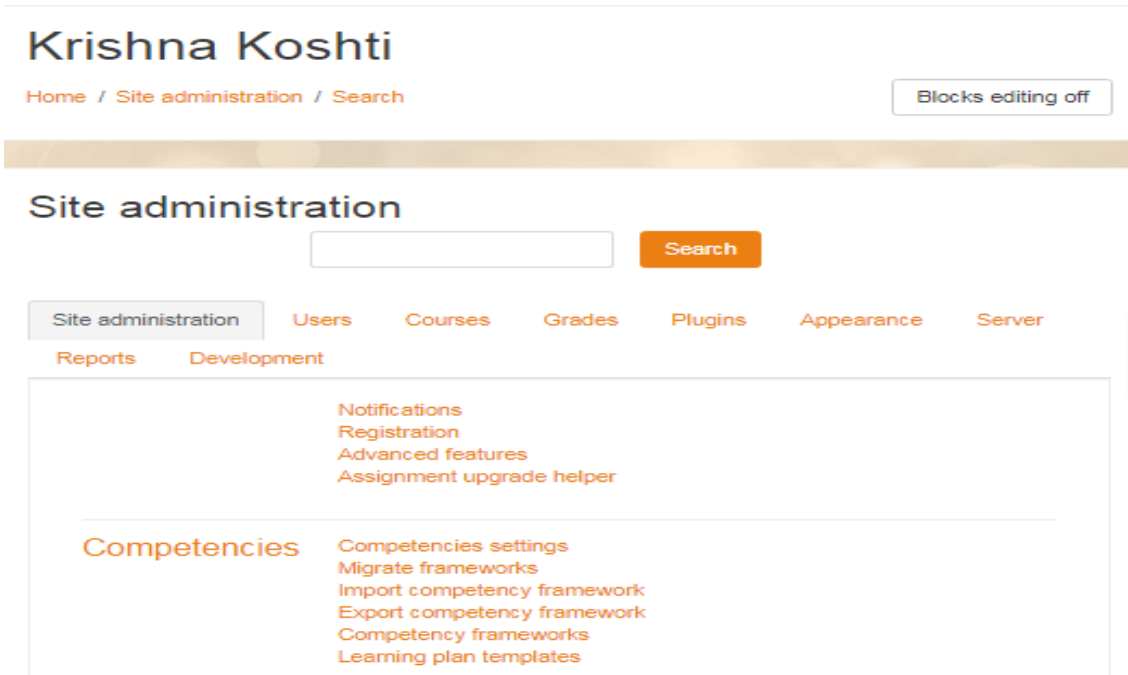 Krishna Koshti
Home / Site administration / Search
Blocks editing off
Site administration
Search
Site administration Users Courses Grades Plugins Appearance Server
Reports Development
Notifications
Registration
Advanced features
Assignment upgrade helper
Competencies
Competencies settings
Migrate frameworks
Import competency framework
Export competency framework
Competency frameworks
Learning plan templates